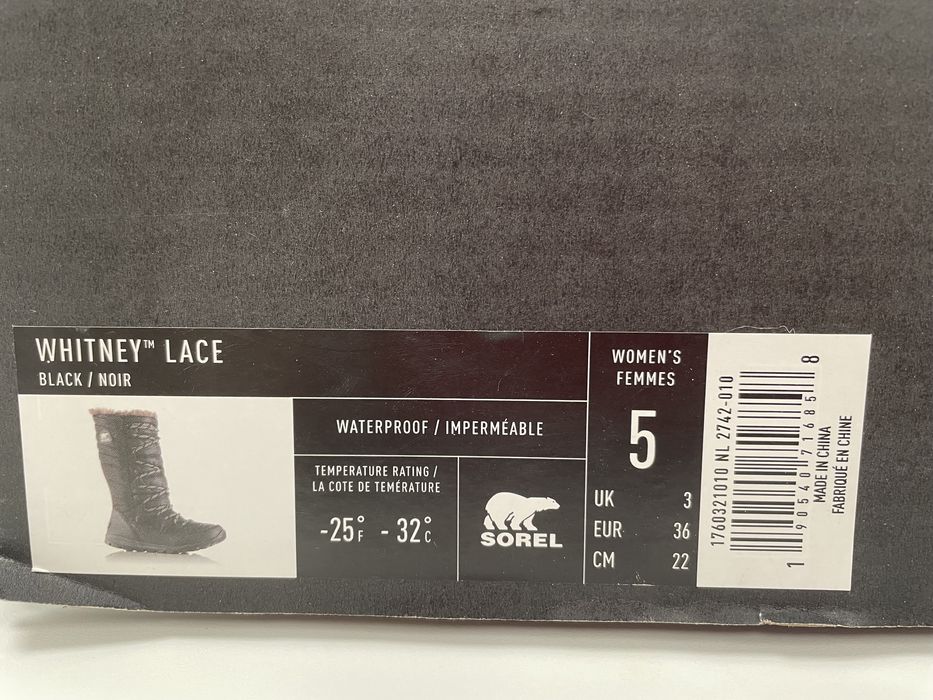 WHITNEY™ LACE
BLACK / NOIR
WATERPROOF / IMPERMÉABLE
TEMPERATURE RATING /
LA COTE DE TEMÉRATURE
-25°F - 32°C
SOREL
WOMEN'S
FEMMES
5
UK 3
EUR 36
CM 22
1760321010 NL 2742-010
1 90540 71685 8
MADE IN CHINA
FABRIQUÉ EN CHINE